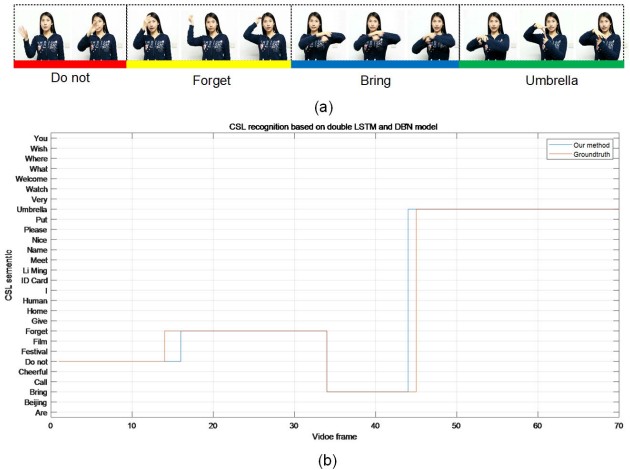 Do not Forget Bring Umbrella
(a)
CSL recognition based on double LSTM and DBN model
Our method
Groundtruth
You
Wish
Where
What
Welcome
Watch
Very
Umbrella
Put
Please
Nice
Name
Meet
Li Ming
ID Card
I
Human
Home
Give
Forget
Film
Festival
Do not
Cheerful
Call
Bring
Beijing
Are
CSL sementic
0 10 20 30 40 50 60 70
Vidoe frame
(b)